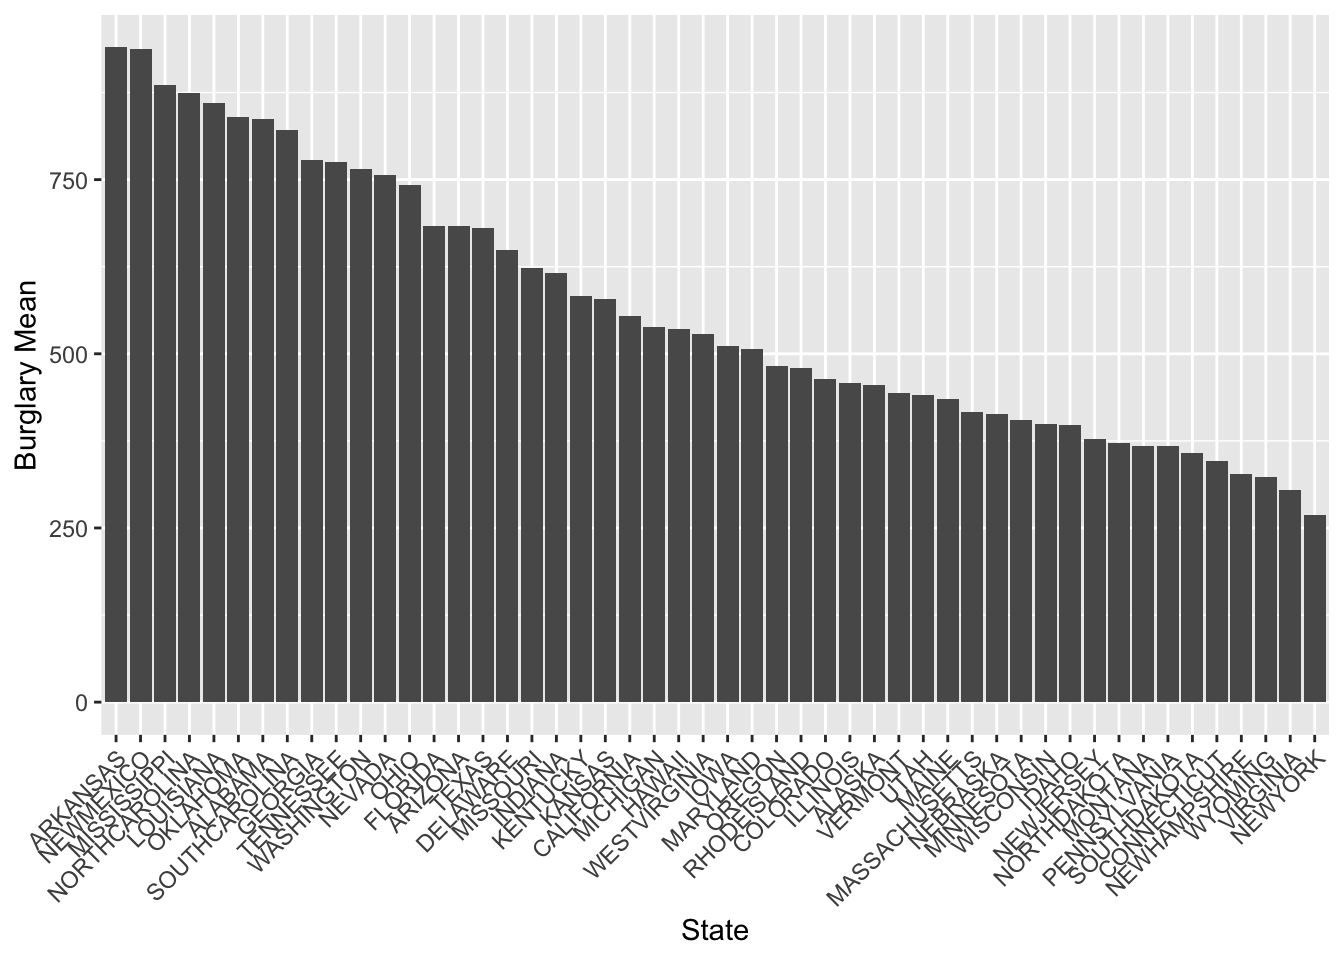 Burglary Mean
750
500
250
0
ARKANSAS
NEWMEXICO
MISSISSIPPI
NORTHCAROLINA
LOUISIANA
OKLAHOMA
ALABAMA
SOUTHCAROLINA
GEORGIA
TENNESSEE
WASHINGTON
NEVADA
OHIO
FLORIDA
ARIZONA
TEXAS
DELAWARE
MISSOURI
INDIANA
KENTUCKY
KANSAS
CALIFORNIA
MICHIGAN
HAWAII
WESTVIRGINIA
IOWA
MARYLAND
OREGON
RHODEISLAND
COLORADO
ILLINOIS
ALASKA
VERMONT
UTAH
MAINE
MASSACHUSETTS
NEBRASKA
MINNESOTA
WISCONSIN
IDAHO
NEWJERSEY
NORTHDAKOTA
MONTANA
PENNSYLVANIA
SOUTHDAKOTA
CONNECTICUT
NEWHAMPSHIRE
WYOMING
VIRGINIA
NEWYORK
State